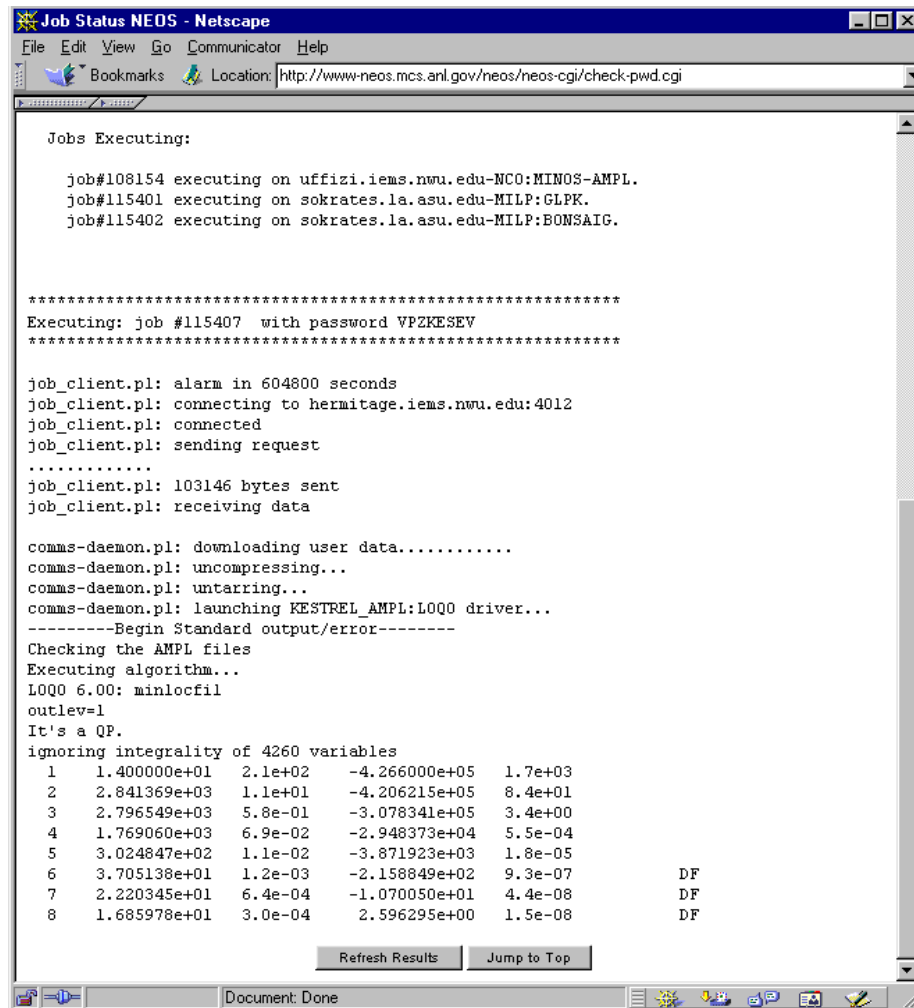 Job Status NEOS - Netscape
File Edit View Go Communicator Help
Bookmarks Location: http://www-neos.mcs.anl.gov/neos/neos-cgi/check-pwd.cgi
Jobs Executing:
job#108154 executing on uffizi.iems.nwu.edu-NCO:MINOS-AMPL.
job#115401 executing on sokrates.la.asu.edu-MILP:GLPK.
job#115402 executing on sokrates.la.asu.edu-MILP:BONSAIG.
*************************************************************
Executing: job #115407  with password VPZKESEV
*************************************************************
job_client.pl: alarm in 604800 seconds
job_client.pl: connecting to hermitage.iems.nwu.edu:4012
job_client.pl: connected
job_client.pl: sending request
.............
job_client.pl: 103146 bytes sent
job_client.pl: receiving data
comms-daemon.pl: downloading user data............
comms-daemon.pl: uncompressing...
comms-daemon.pl: untarring...
comms-daemon.pl: launching KESTREL_AMPL:LOQO driver...
---------Begin Standard output/error--------
Checking the AMPL files
Executing algorithm...
LOQO 6.00: minlocfil
outlev=1
It's a QP.
ignoring integrality of 4260 variables
1 1.400000e+01 2.1e+02 -4.266000e+05 1.7e+03
2 2.841369e+03 1.1e+01 -4.206215e+05 8.4e+01
3 2.796549e+03 5.8e-01 -3.078341e+05 3.4e+00
4 1.769060e+03 6.9e-02 -2.948373e+04 5.5e-04
5 3.024847e+02 1.1e-02 -3.871923e+03 1.8e-05
6 3.705138e+01 1.2e-03 -2.158849e+02 9.3e-07 DF
7 2.220345e+01 6.4e-04 -1.070050e+01 4.4e-08 DF
8 1.685978e+01 3.0e-04 2.596295e+00 1.5e-08 DF
Refresh Results Jump to Top
Document: Done